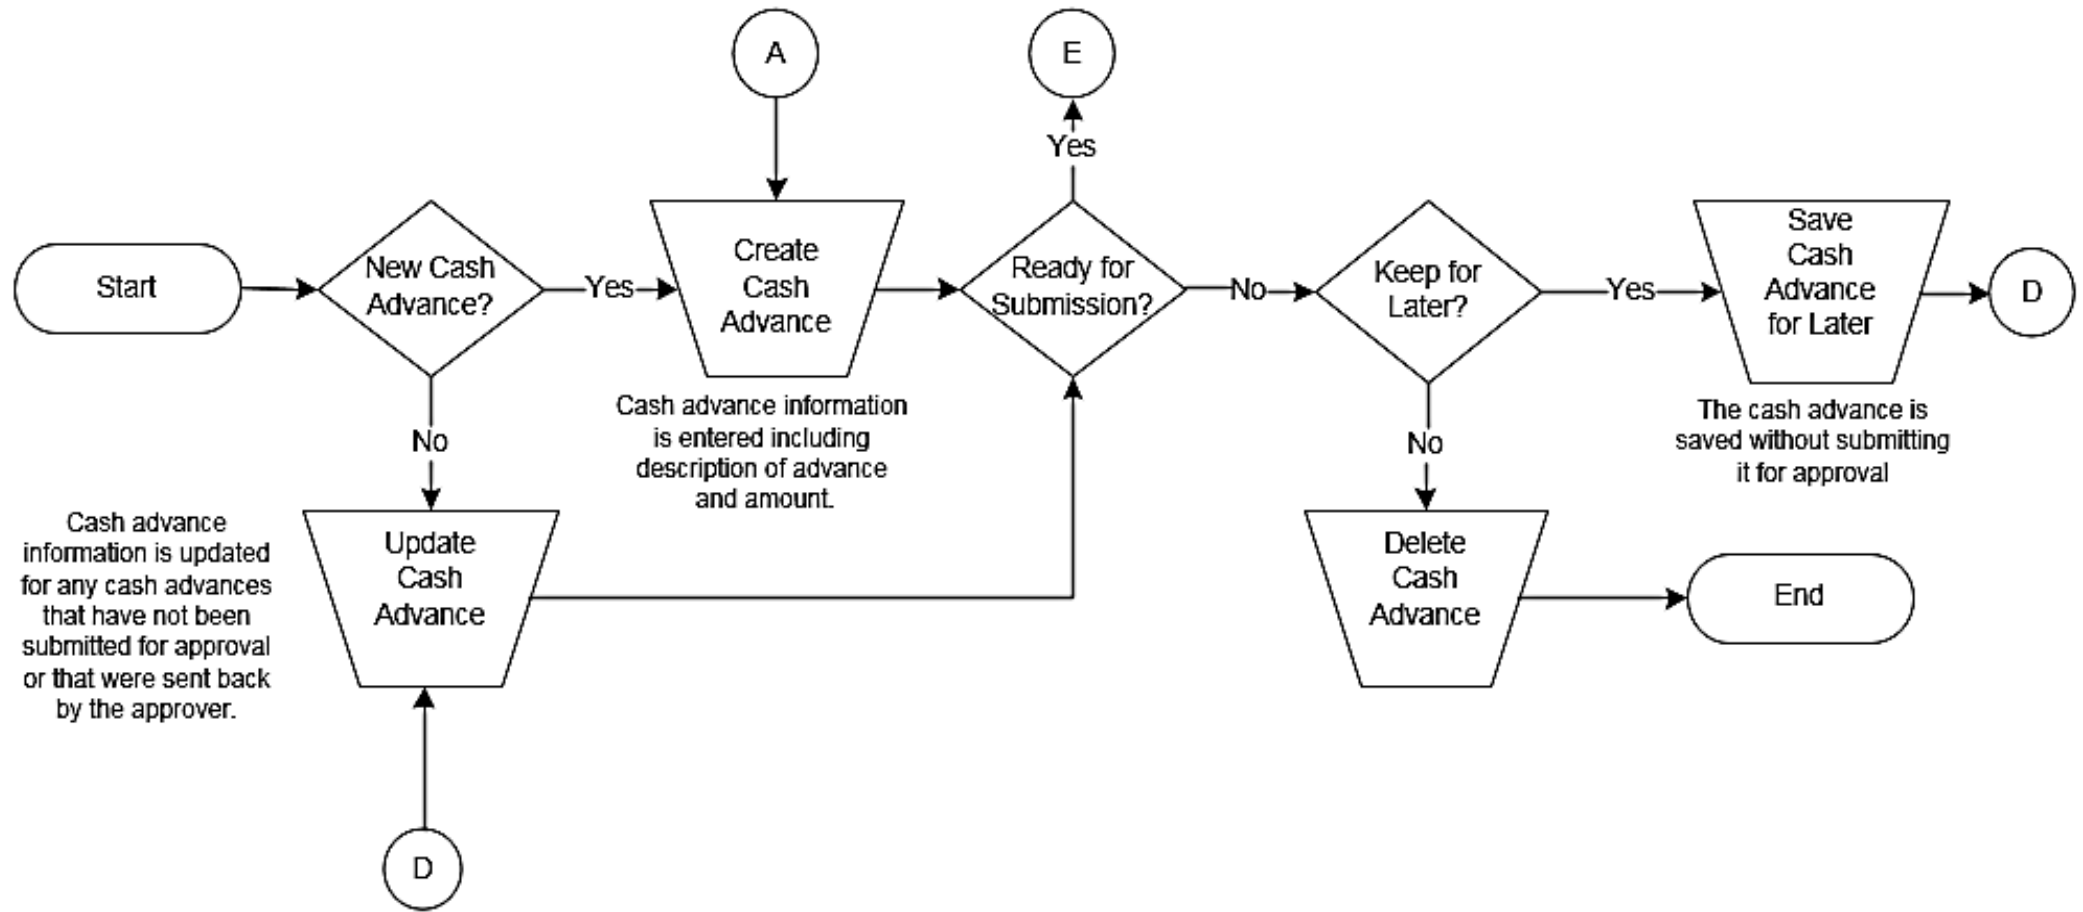 A
E
Yes
Start
New Cash
Advance?
Yes
Create
Cash
Advance
Ready for
Submission?
No
Keep for
Later?
Yes
Save
Cash
Advance
for Later
D
Cash advance information
is entered including
description of advance
and amount.
The cash advance is
saved without submitting
it for approval
No
No
Cash advance
information is updated
for any cash advances
that have not been
submitted for approval
or that were sent back
by the approver.
Update
Cash
Advance
Delete
Cash
Advance
End
D